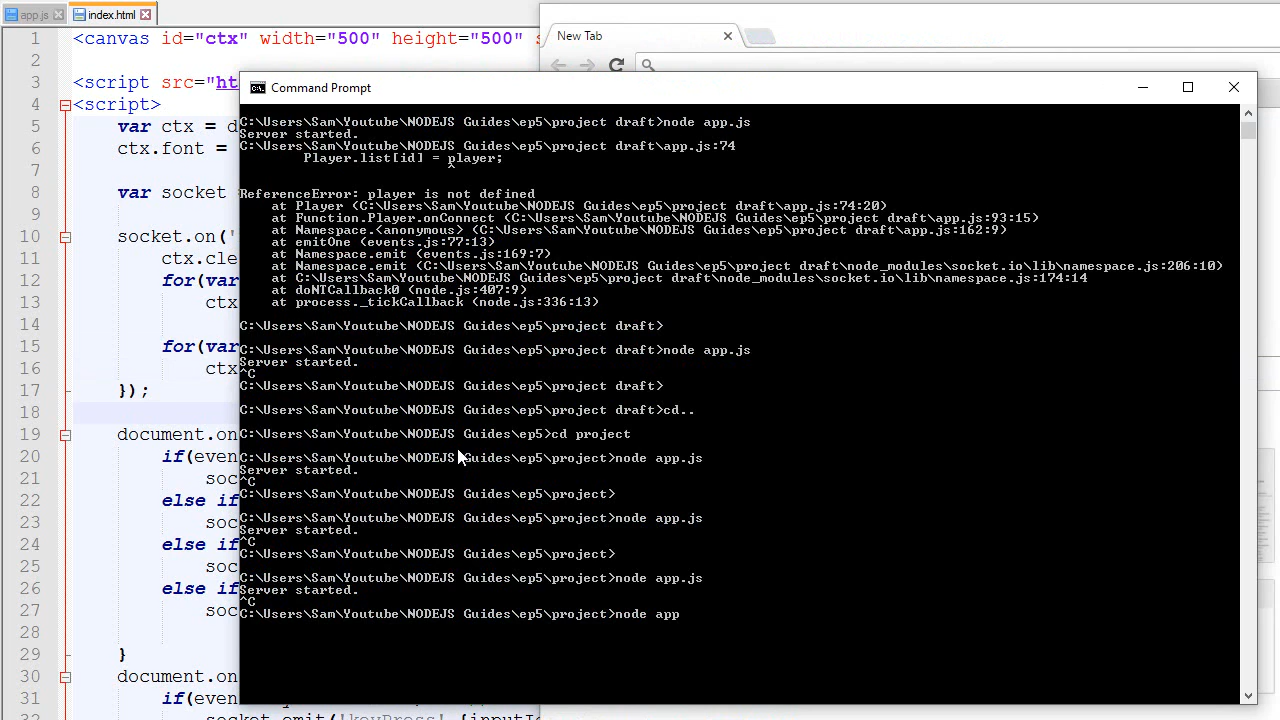 app.js
index.html
New Tab
1 <canvas id="ctx" width="500" height="500" s
2
3 <script src="ht
4 <script>
5 var ctx = d
6 ctx.font =
7
8 var socket
9
10 socket.on('
11 ctx.cle
12 for(var
13 ctx
14
15 for(var
16 ctx
17 });
18
19 document.on
20 if(even
21 soc
22 else if
23 soc
24 else if
25 soc
26 else if
27 soc
28
29 }
30 document.on
31 if(even
socket.emit('keyPress',{inputI
Command Prompt
C:\Users\Sam\Youtube\NODEJS Guides\ep5\project draft>node app.js
Server started.
C:\Users\Sam\Youtube\NODEJS Guides\ep5\project draft\app.js:74
Player.list[id] = player;
^
ReferenceError: player is not defined
at Player (C:\Users\Sam\Youtube\NODEJS Guides\ep5\project draft\app.js:74:20)
at Function.Player.onConnect (C:\Users\Sam\Youtube\NODEJS Guides\ep5\project draft\app.js:93:15)
at Namespace.<anonymous> (C:\Users\Sam\Youtube\NODEJS Guides\ep5\project draft\app.js:162:9)
at emitOne (events.js:77:13)
at Namespace.emit (events.js:169:7)
at Namespace.emit (C:\Users\Sam\Youtube\NODEJS Guides\ep5\project draft\node_modules\socket.io\lib\namespace.js:206:10)
at C:\Users\Sam\Youtube\NODEJS Guides\ep5\project draft\node_modules\socket.io\lib\namespace.js:174:14
at doNTCallback0 (node.js:407:9)
at process._tickCallback (node.js:336:13)
C:\Users\Sam\Youtube\NODEJS Guides\ep5\project draft>
C:\Users\Sam\Youtube\NODEJS Guides\ep5\project draft>node app.js
Server started.
^C
C:\Users\Sam\Youtube\NODEJS Guides\ep5\project draft>
C:\Users\Sam\Youtube\NODEJS Guides\ep5\project draft>cd..
C:\Users\Sam\Youtube\NODEJS Guides\ep5>cd project
C:\Users\Sam\Youtube\NODEJS Guides\ep5\project>node app.js
Server started.
^C
C:\Users\Sam\Youtube\NODEJS Guides\ep5\project>
C:\Users\Sam\Youtube\NODEJS Guides\ep5\project>node app.js
Server started.
^C
C:\Users\Sam\Youtube\NODEJS Guides\ep5\project>
C:\Users\Sam\Youtube\NODEJS Guides\ep5\project>node app.js
Server started.
^C
C:\Users\Sam\Youtube\NODEJS Guides\ep5\project>node app